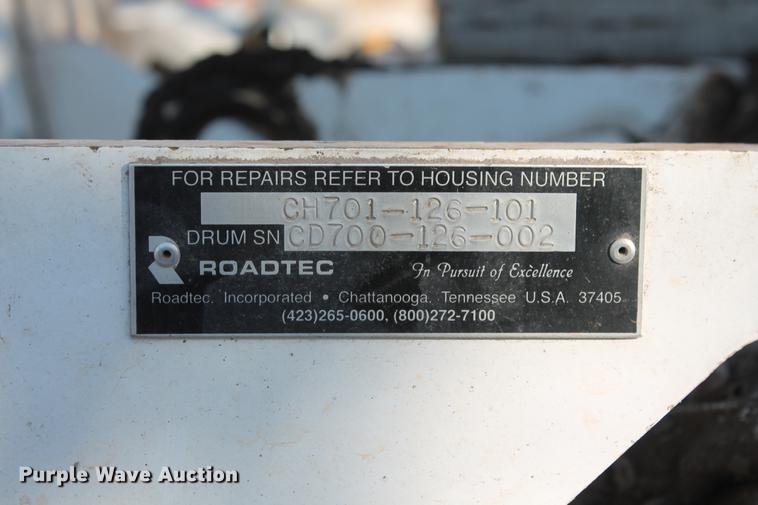 FOR REPAIRS REFER TO HOUSING NUMBER
CH701-126-101
DRUM SN CD700-126-002
R ROADTEC In Pursuit of Excellence
Roadtec, Incorporated • Chattanooga, Tennessee U.S.A. 37405
(423)265-0600, (800)272-7100
Purple Wave Auction